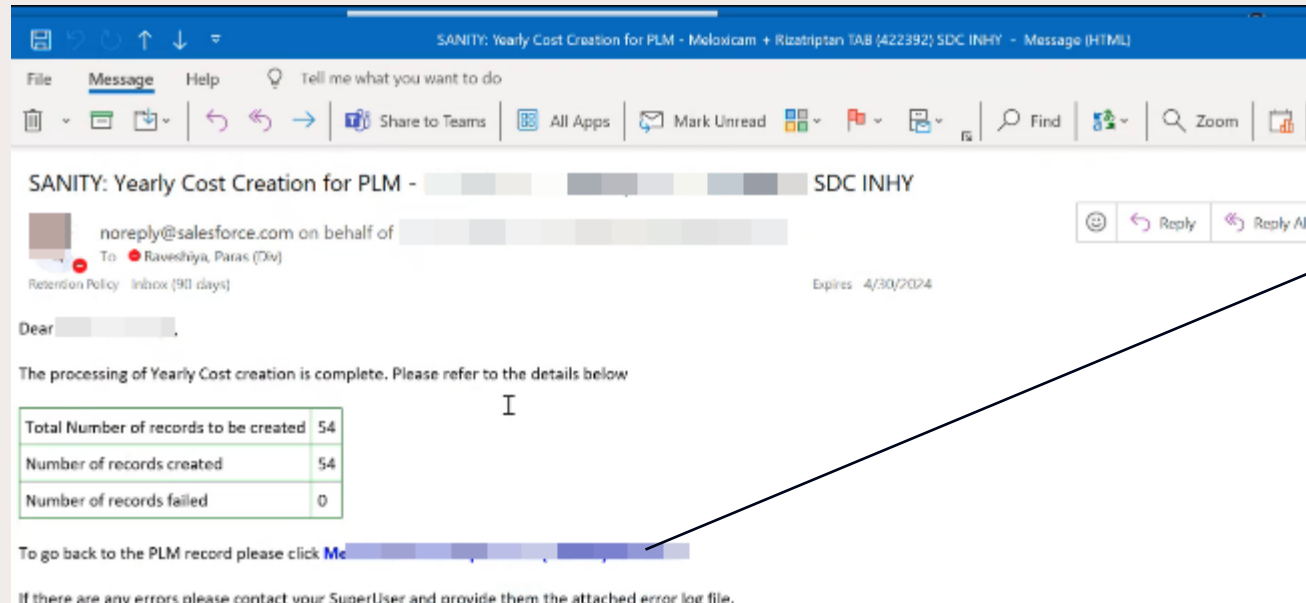 SANITY: Yearly Cost Creation for PLM - Meloxicam + Rizatriptan TAB (422392) SDC INHY - Message (HTML)
File Message Help Tell me what you want to do
Share to Teams All Apps Mark Unread Find Zoom
SANITY: Yearly Cost Creation for PLM - SDC INHY
noreply@salesforce.com on behalf of
Reply Reply Al
To Raveshiya, Paras (Div)
Retention Policy Inbox (90 days) Expires 4/30/2024
Dear ,
The processing of Yearly Cost creation is complete. Please refer to the details below
Total Number of records to be created 54
Number of records created 54
Number of records failed 0
To go back to the PLM record please click Me
If there are any errors please contact your SuperUser and provide them the attached error log file.